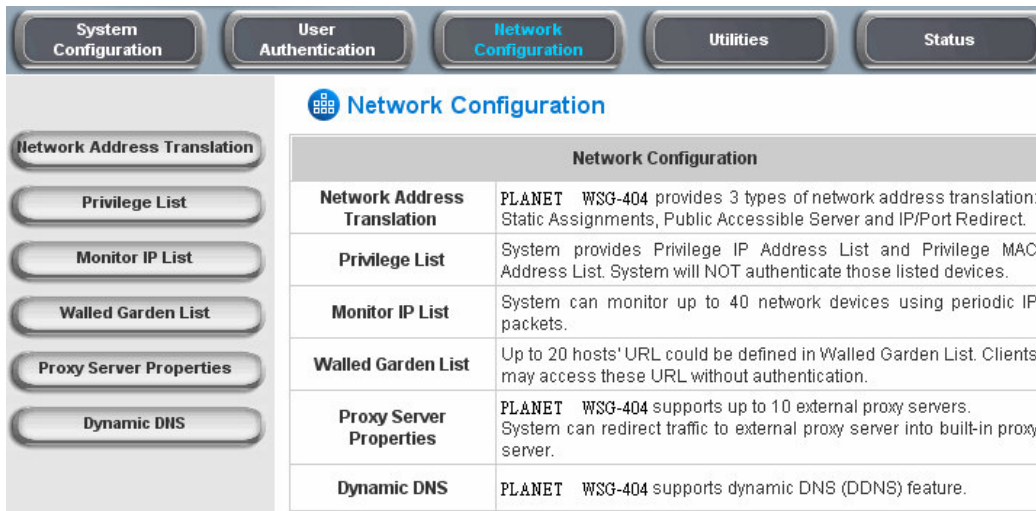 System
Configuration
User
Authentication
Network
Configuration
Utilities
Status
Network Configuration
Network Address Translation
Privilege List
Monitor IP List
Walled Garden List
Proxy Server Properties
Dynamic DNS
Network Configuration
Network Address
Translation
PLANET WSG-404 provides 3 types of network address translation:
Static Assignments, Public Accessible Server and IP/Port Redirect.
Privilege List
System provides Privilege IP Address List and Privilege MAC
Address List. System will NOT authenticate those listed devices.
Monitor IP List
System can monitor up to 40 network devices using periodic IP
packets.
Walled Garden List
Up to 20 hosts' URL could be defined in Walled Garden List. Clients
may access these URL without authentication.
Proxy Server
Properties
PLANET WSG-404 supports up to 10 external proxy servers.
System can redirect traffic to external proxy server into built-in proxy
server.
Dynamic DNS
PLANET WSG-404 supports dynamic DNS (DDNS) feature.